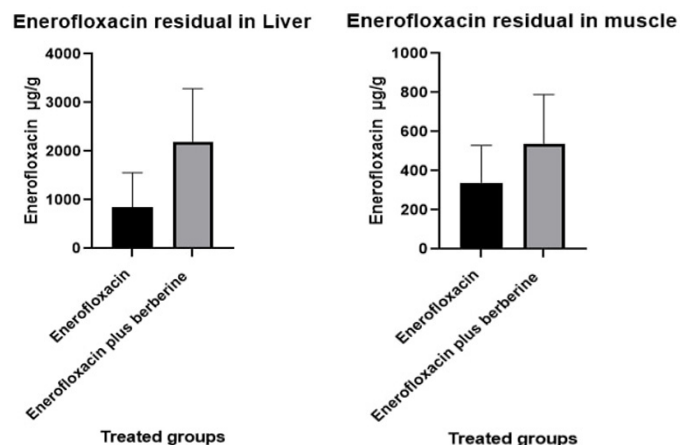 Enerofloxacin residual in Liver
Enerofloxacin µg/g
4000
3000
2000
1000
0
Enerofloxacin
Enerofloxacin plus berberine
Treated groups
Enerofloxacin residual in muscle
Enerofloxacin µg/g
1000
800
600
400
200
0
Enerofloxacin
Enerofloxacin plus berberine
Treated groups